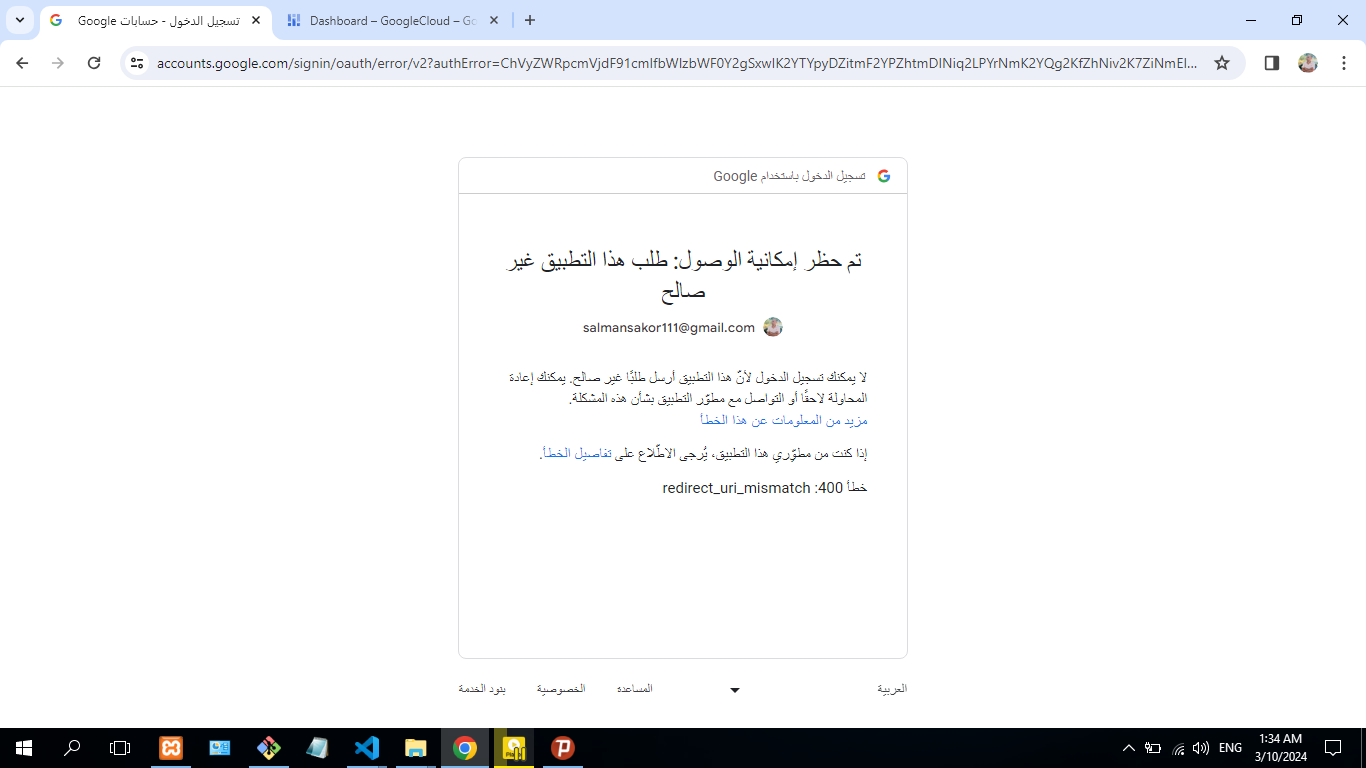 تسجيل الدخول - حسابات Google
Dashboard – GoogleCloud – Go
accounts.google.com/signin/oauth/error/v2?authError=
تسجيل الدخول باستخدام Google
تم حظر إمكانية الوصول: طلب هذا التطبيق غير
صالح
salmansakor111@gmail.com
لا يمكنك تسجيل الدخول لأنّ هذا التطبيق أرسل طلبًا غير صالح. يمكنك إعادة
المحاولة لاحقًا أو التواصل مع مطوّر التطبيق بشأن هذه المشكلة.
مزيد من المعلومات عن هذا الخطأ
إذا كنت من مطوِّري هذا التطبيق، يُرجى الاطّلاع على تفاصيل الخطأ.
خطأ 400: redirect_uri_mismatch
العربية
المساعدة
الخصوصية
بنود الخدمة
ENG
1:34 AM
3/10/2024